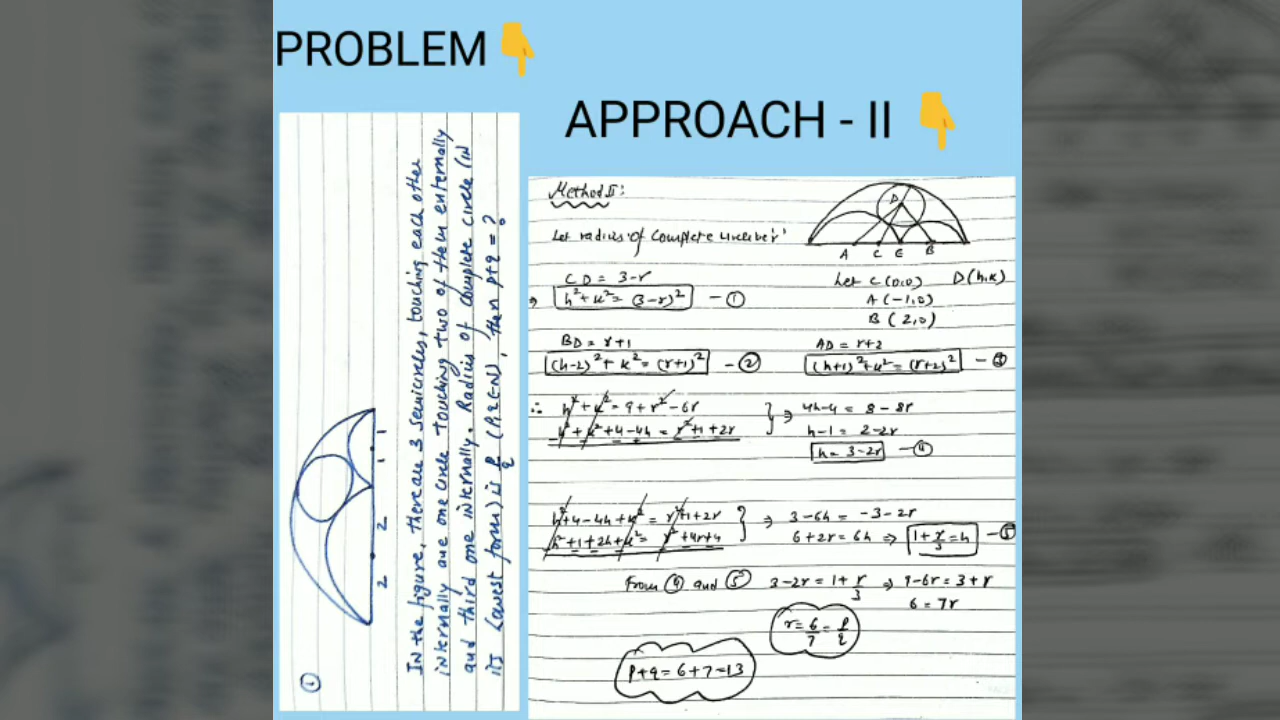 PROBLEM 👇
APPROACH - II 👇
①
2
2
1
1
IN the figure, There are 3 semicircles, touching each other
internally and one circle touching two of them externally
and third one internally. Radius of complete circle (in
its lowest form) is p/q (p,q∈N), then p+q = ?
Method II:
Let radius of complete circle be 'r'
D
A C E B
CD = 3-r
⇒ h²+k² = (3-r)² - ①
Let C(0,0) D(h,k)
A(-1,0)
B(2,0)
BD = r+1
(h-2)²+k² = (r+1)² - ②
AD = r+2
(h+1)²+k² = (r+2)² - ③
∴ h²+k² = 9+r²-6r
h²+k²+4-4h = r²+1+2r
⇒ 4h-4 = 8-8r
h-1 = 2-2r
h = 3-2r - ④
h²+4-4h+k² = r²+1+2r
h²+1+2h+k² = r²+4r+4
⇒ 3-6h = -3-2r
6+2r = 6h ⇒ 1+r/3 = h - ⑤
From ④ and ⑤ 3-2r = 1+r/3 ⇒ 9-6r = 3+r
6 = 7r
r = 6/7 = p/q
p+q = 6+7 = 13